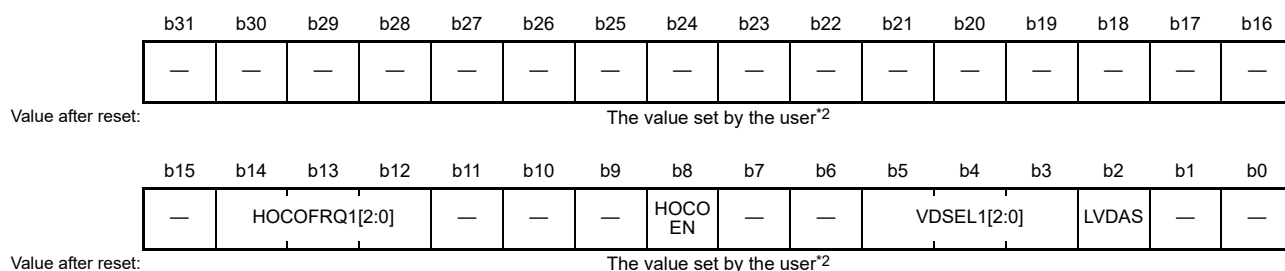 b31 b30 b29 b28 b27 b26 b25 b24 b23 b22 b21 b20 b19 b18 b17 b16
— — — — — — — — — — — — — — — —
Value after reset: The value set by the user*2
b15 b14 b13 b12 b11 b10 b9 b8 b7 b6 b5 b4 b3 b2 b1 b0
— HOCOFRQ1[2:0] — — — HOCO EN — — VDSEL1[2:0] LVDAS — —
Value after reset: The value set by the user*2